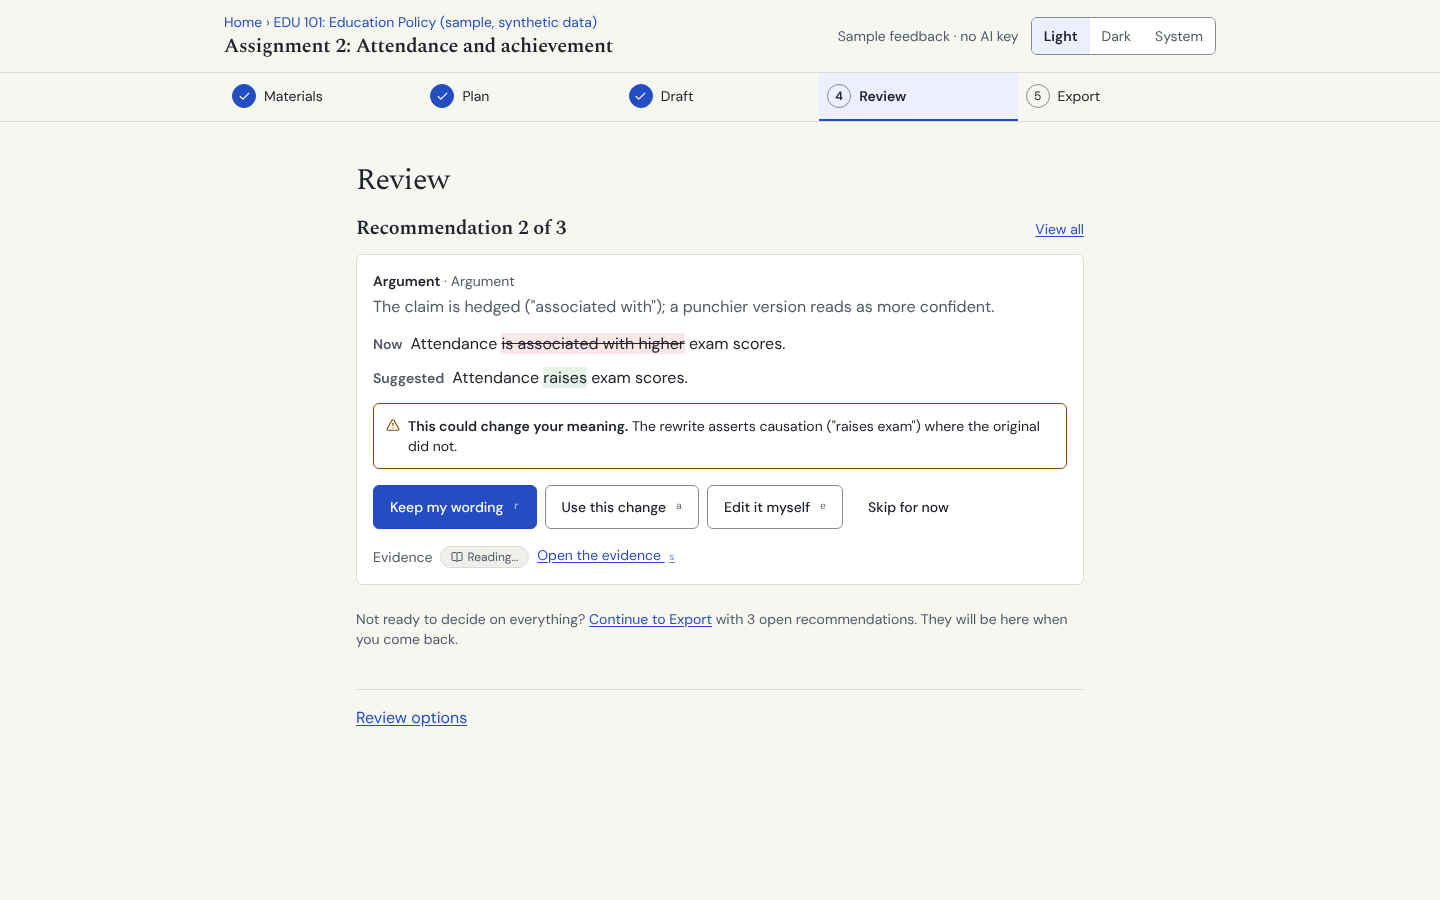 Home › EDU 101: Education Policy (sample, synthetic data)
Assignment 2: Attendance and achievement
Sample feedback · no AI key
Light Dark System
Materials
Plan
Draft
4 Review
5 Export
Review
Recommendation 2 of 3
View all
Argument · Argument
The claim is hedged ("associated with"); a punchier version reads as more confident.
Now Attendance is associated with higher exam scores.
Suggested Attendance raises exam scores.
This could change your meaning. The rewrite asserts causation ("raises exam") where the original
did not.
Keep my wording r
Use this change a
Edit it myself e
Skip for now
Evidence Reading… Open the evidence s
Not ready to decide on everything? Continue to Export with 3 open recommendations. They will be here when
you come back.
Review options